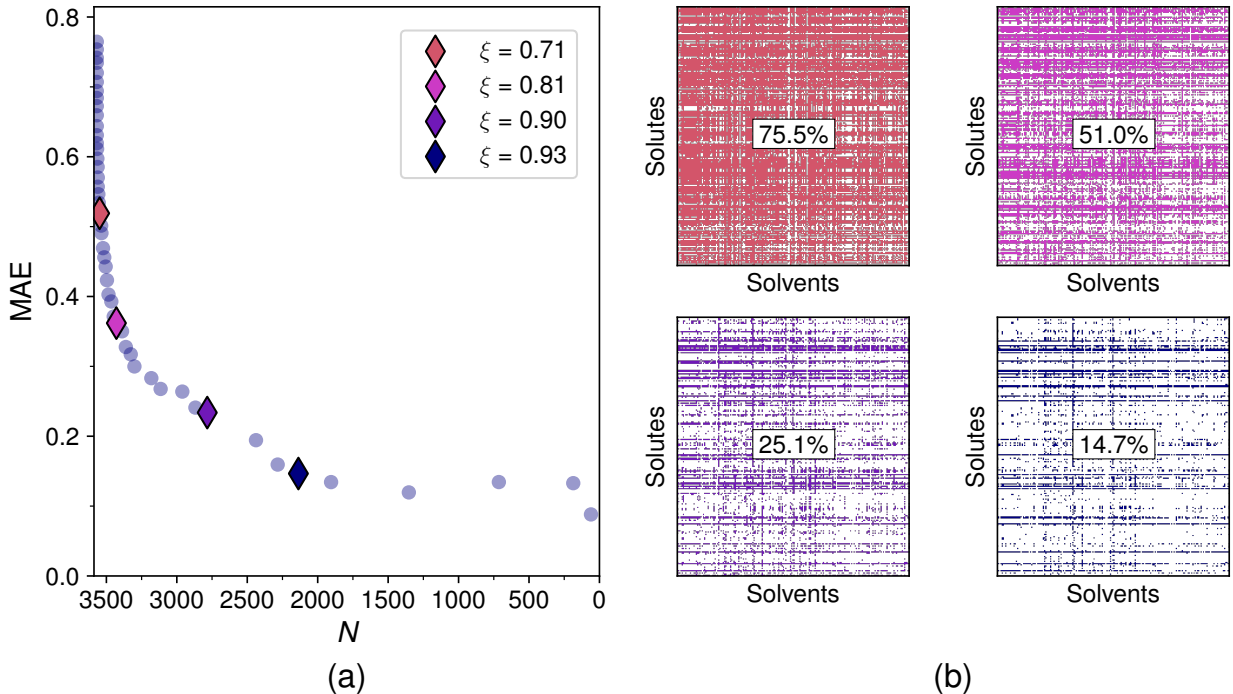 0.8
0.6
0.4
0.2
0.0
MAE
3500 3000 2500 2000 1500 1000 500 0
N
ξ = 0.71
ξ = 0.81
ξ = 0.90
ξ = 0.93
(a)
Solutes
75.5%
Solvents
Solutes
51.0%
Solvents
Solutes
25.1%
Solvents
Solutes
14.7%
Solvents
(b)